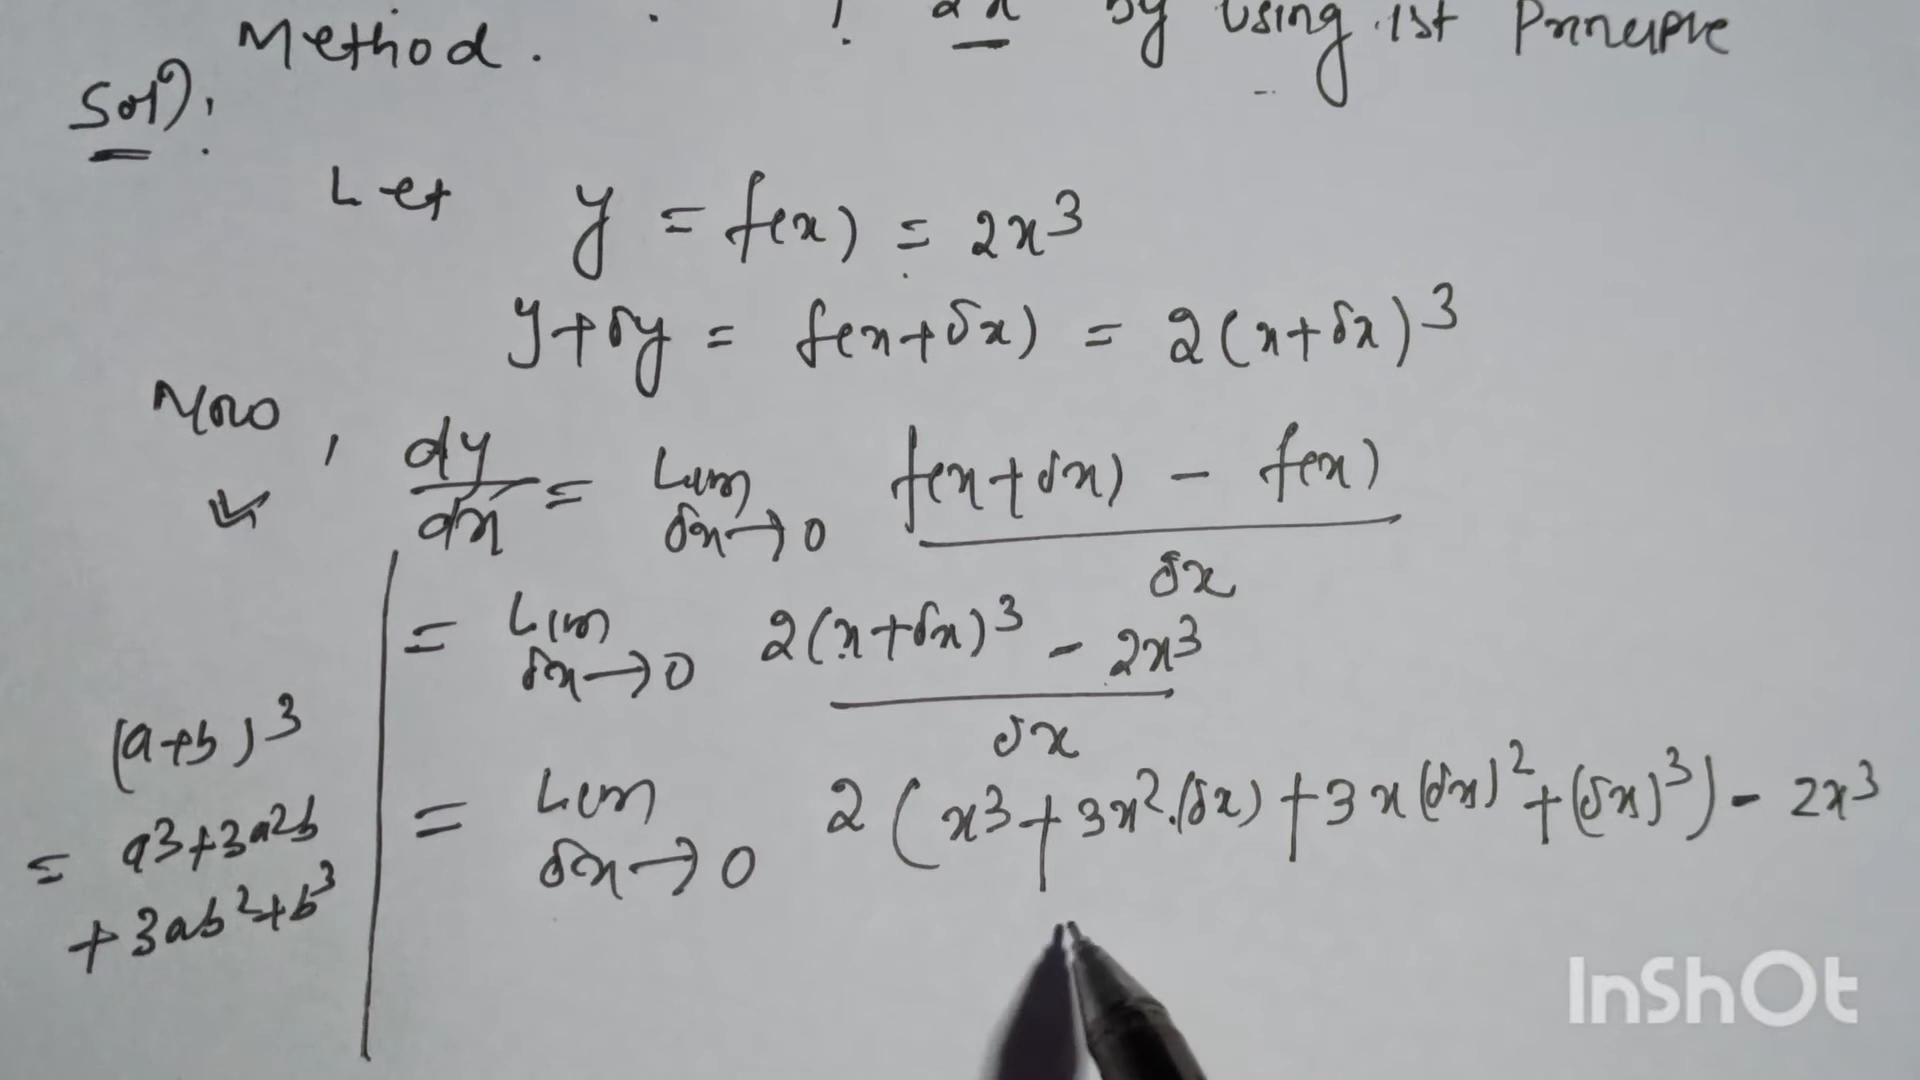 by using 1st Principle
Method.
Soln:
Let y = f(x) = 2x³
y+δy = f(x+δx) = 2(x+δx)³
Now, dy/dx = Lim δx→0 f(x+δx) - f(x) / δx
= Lim δx→0 2(x+δx)³ - 2x³ / δx
(a+b)³
= a³+3a²b
+3ab²+b³
= Lim δx→0 2(x³+3x².(δx)+3x(δx)²+(δx)³) - 2x³
InShOt